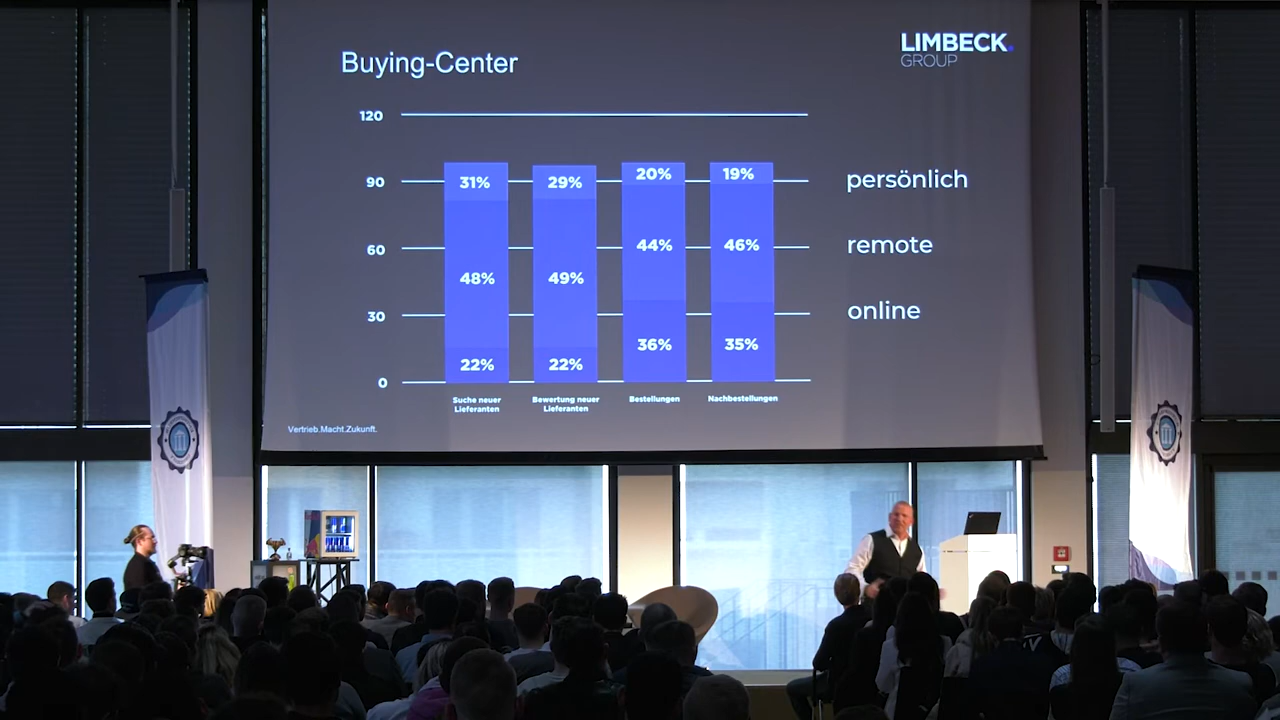 Buying-Center
LIMBECK.
GROUP
120
90
60
30
0
31%
29%
20%
19%
48%
49%
44%
46%
22%
22%
36%
35%
persönlich
remote
online
Suche neuer
Lieferanten
Bewertung neuer
Lieferanten
Bestellungen
Nachbestellungen
Vertrieb.Macht.Zukunft.